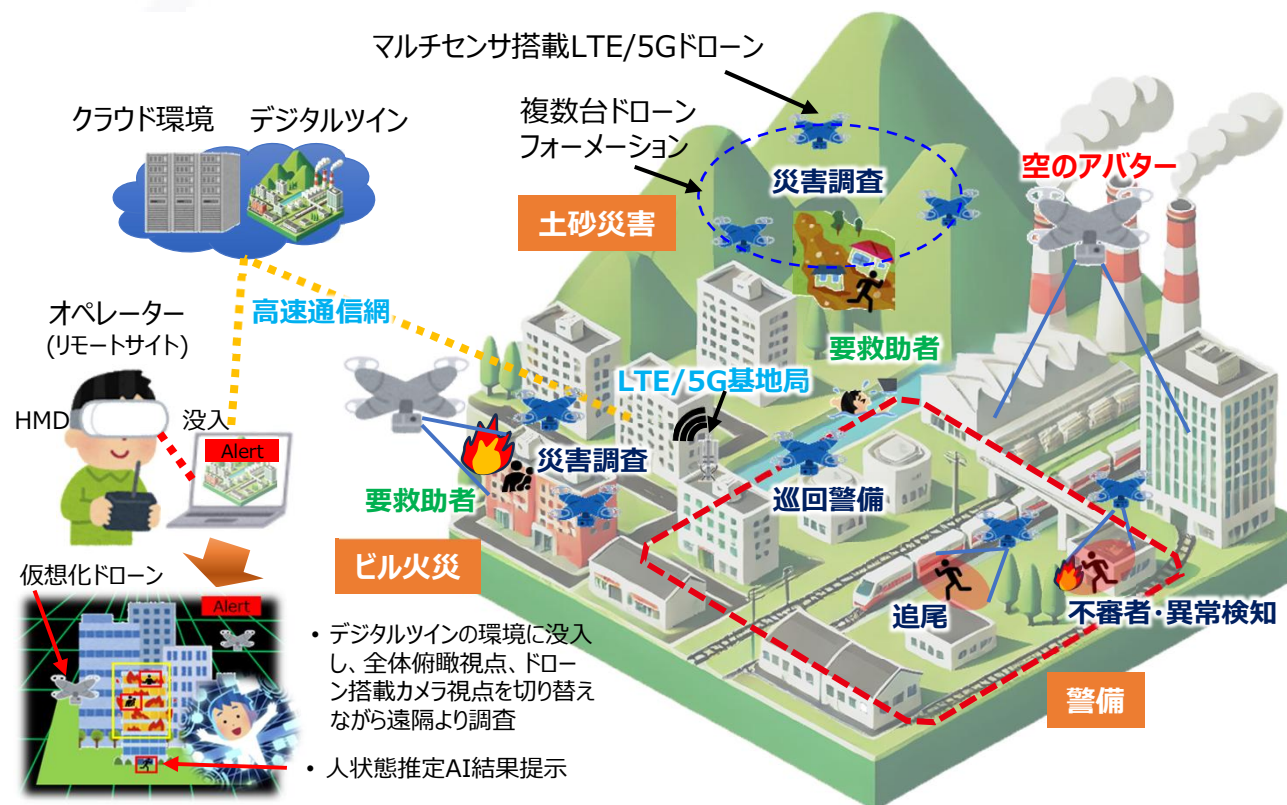 マルチセンサ搭載LTE/5Gドローン
クラウド環境
デジタルツイン
複数台ドローン
フォーメーション
災害調査
空のアバター
土砂災害
高速通信網
オペレーター
(リモートサイト)
要救助者
LTE/5G基地局
HMD
没入
Alert
災害調査
要救助者
巡回警備
ビル火災
追尾
不審者・異常検知
警備
仮想化ドローン
Alert
• デジタルツインの環境に没入
し、全体俯瞰視点、ドロー
ン搭載カメラ視点を切り替え
ながら遠隔より調査
• 人状態推定AI結果提示